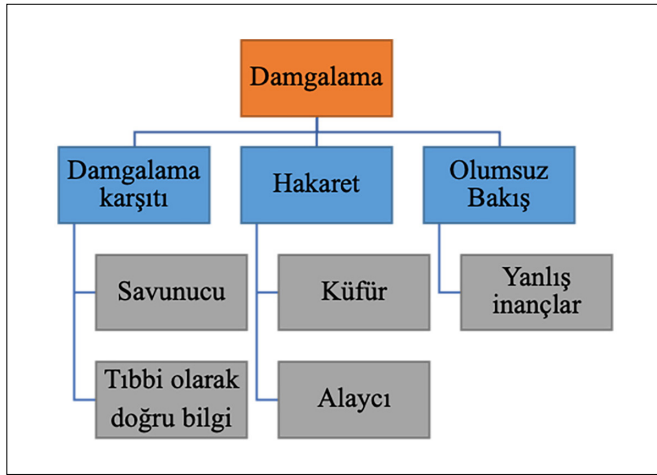 Damgalama
Damgalama
karşıtı
Hakaret
Olumsuz
Bakış
Savunucu
Küfür
Yanlış
inançlar
Tıbbi olarak
doğru bilgi
Alaycı